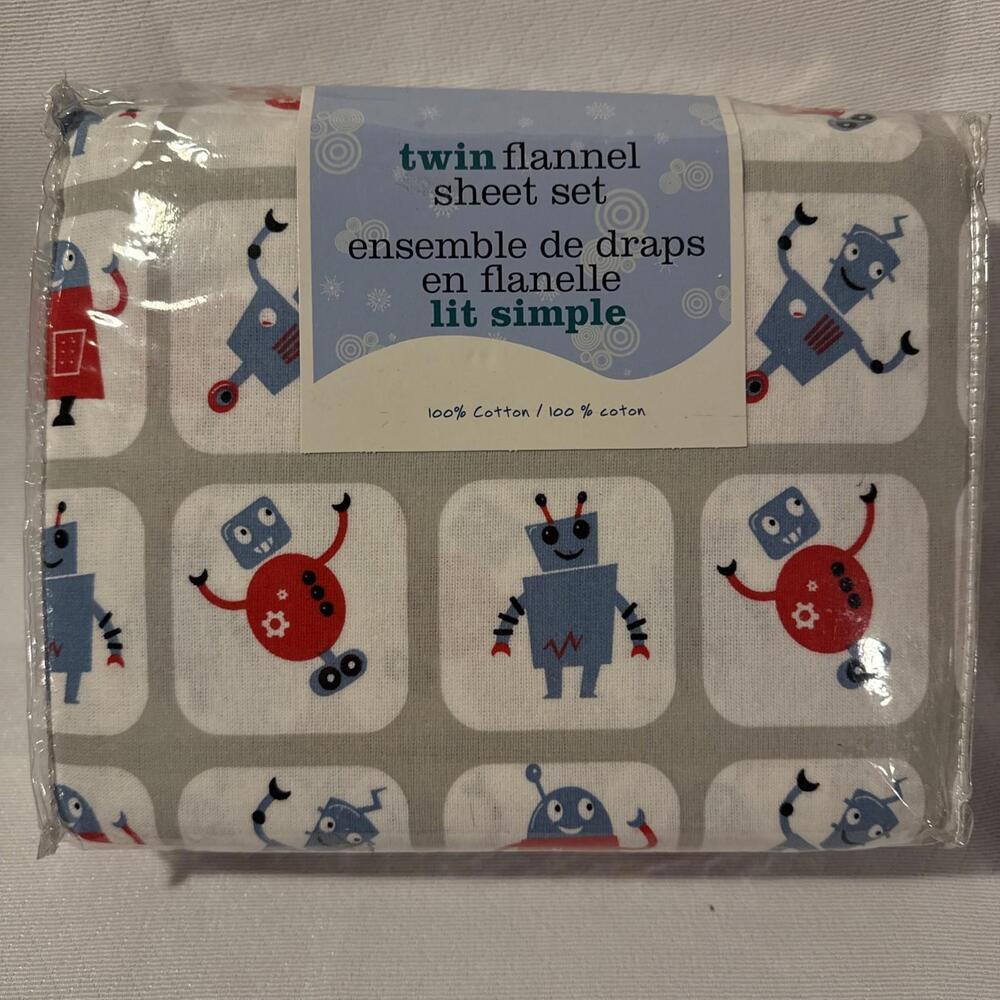 twin flannel
sheet set
ensemble de draps
en flanelle
lit simple
100% Cotton / 100 % coton